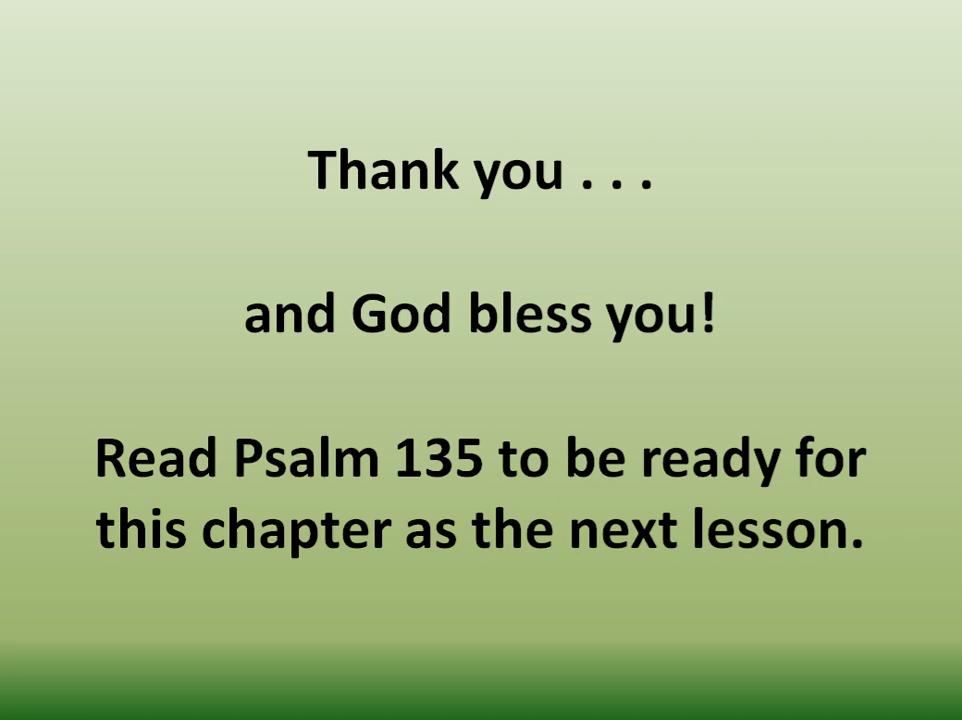 Thank you . . .
and God bless you!
Read Psalm 135 to be ready for
this chapter as the next lesson.